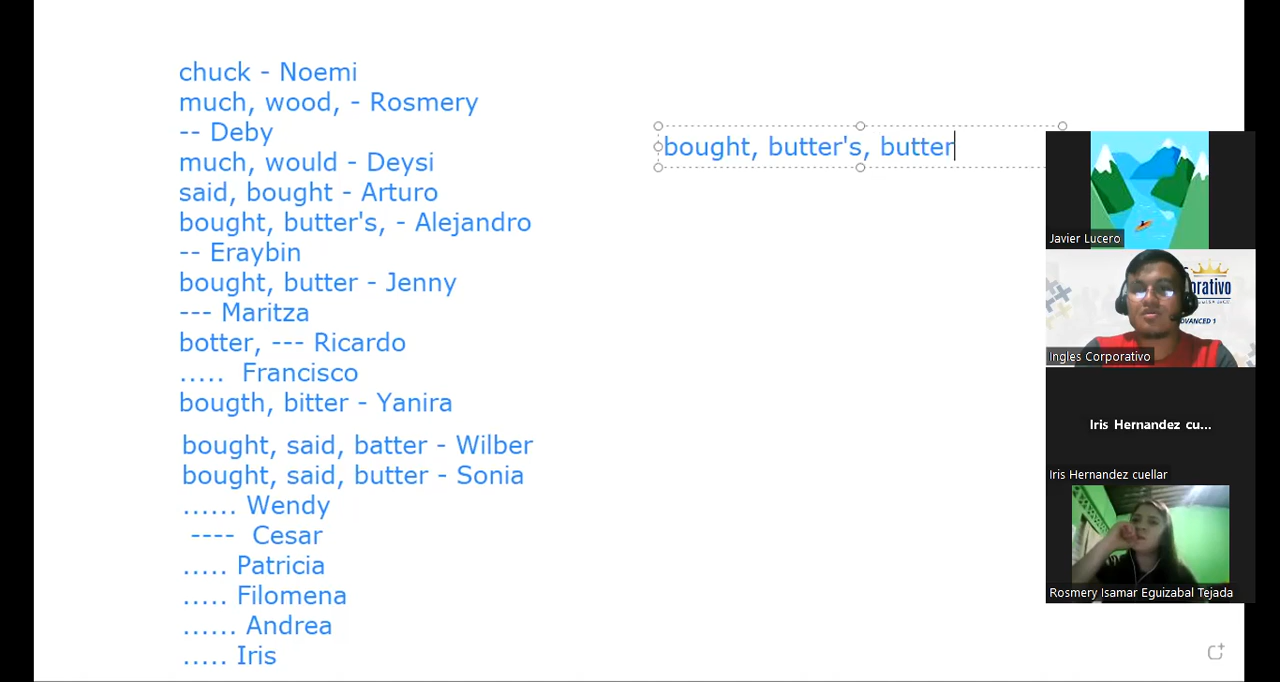 chuck - Noemi
much, wood, - Rosmery
-- Deby
much, would - Deysi
said, bought - Arturo
bought, butter's, - Alejandro
-- Eraybin
bought, butter - Jenny
--- Maritza
botter, --- Ricardo
..... Francisco
bougth, bitter - Yanira
bought, said, batter - Wilber
bought, said, butter - Sonia
...... Wendy
---- Cesar
..... Patricia
..... Filomena
...... Andrea
..... Iris
bought, butter's, butter
Javier Lucero
orativo
ADVANCED 1
Ingles Corporativo
Iris Hernandez cu...
Iris Hernandez cuellar
Rosmery Isamar Eguizabal Tejada